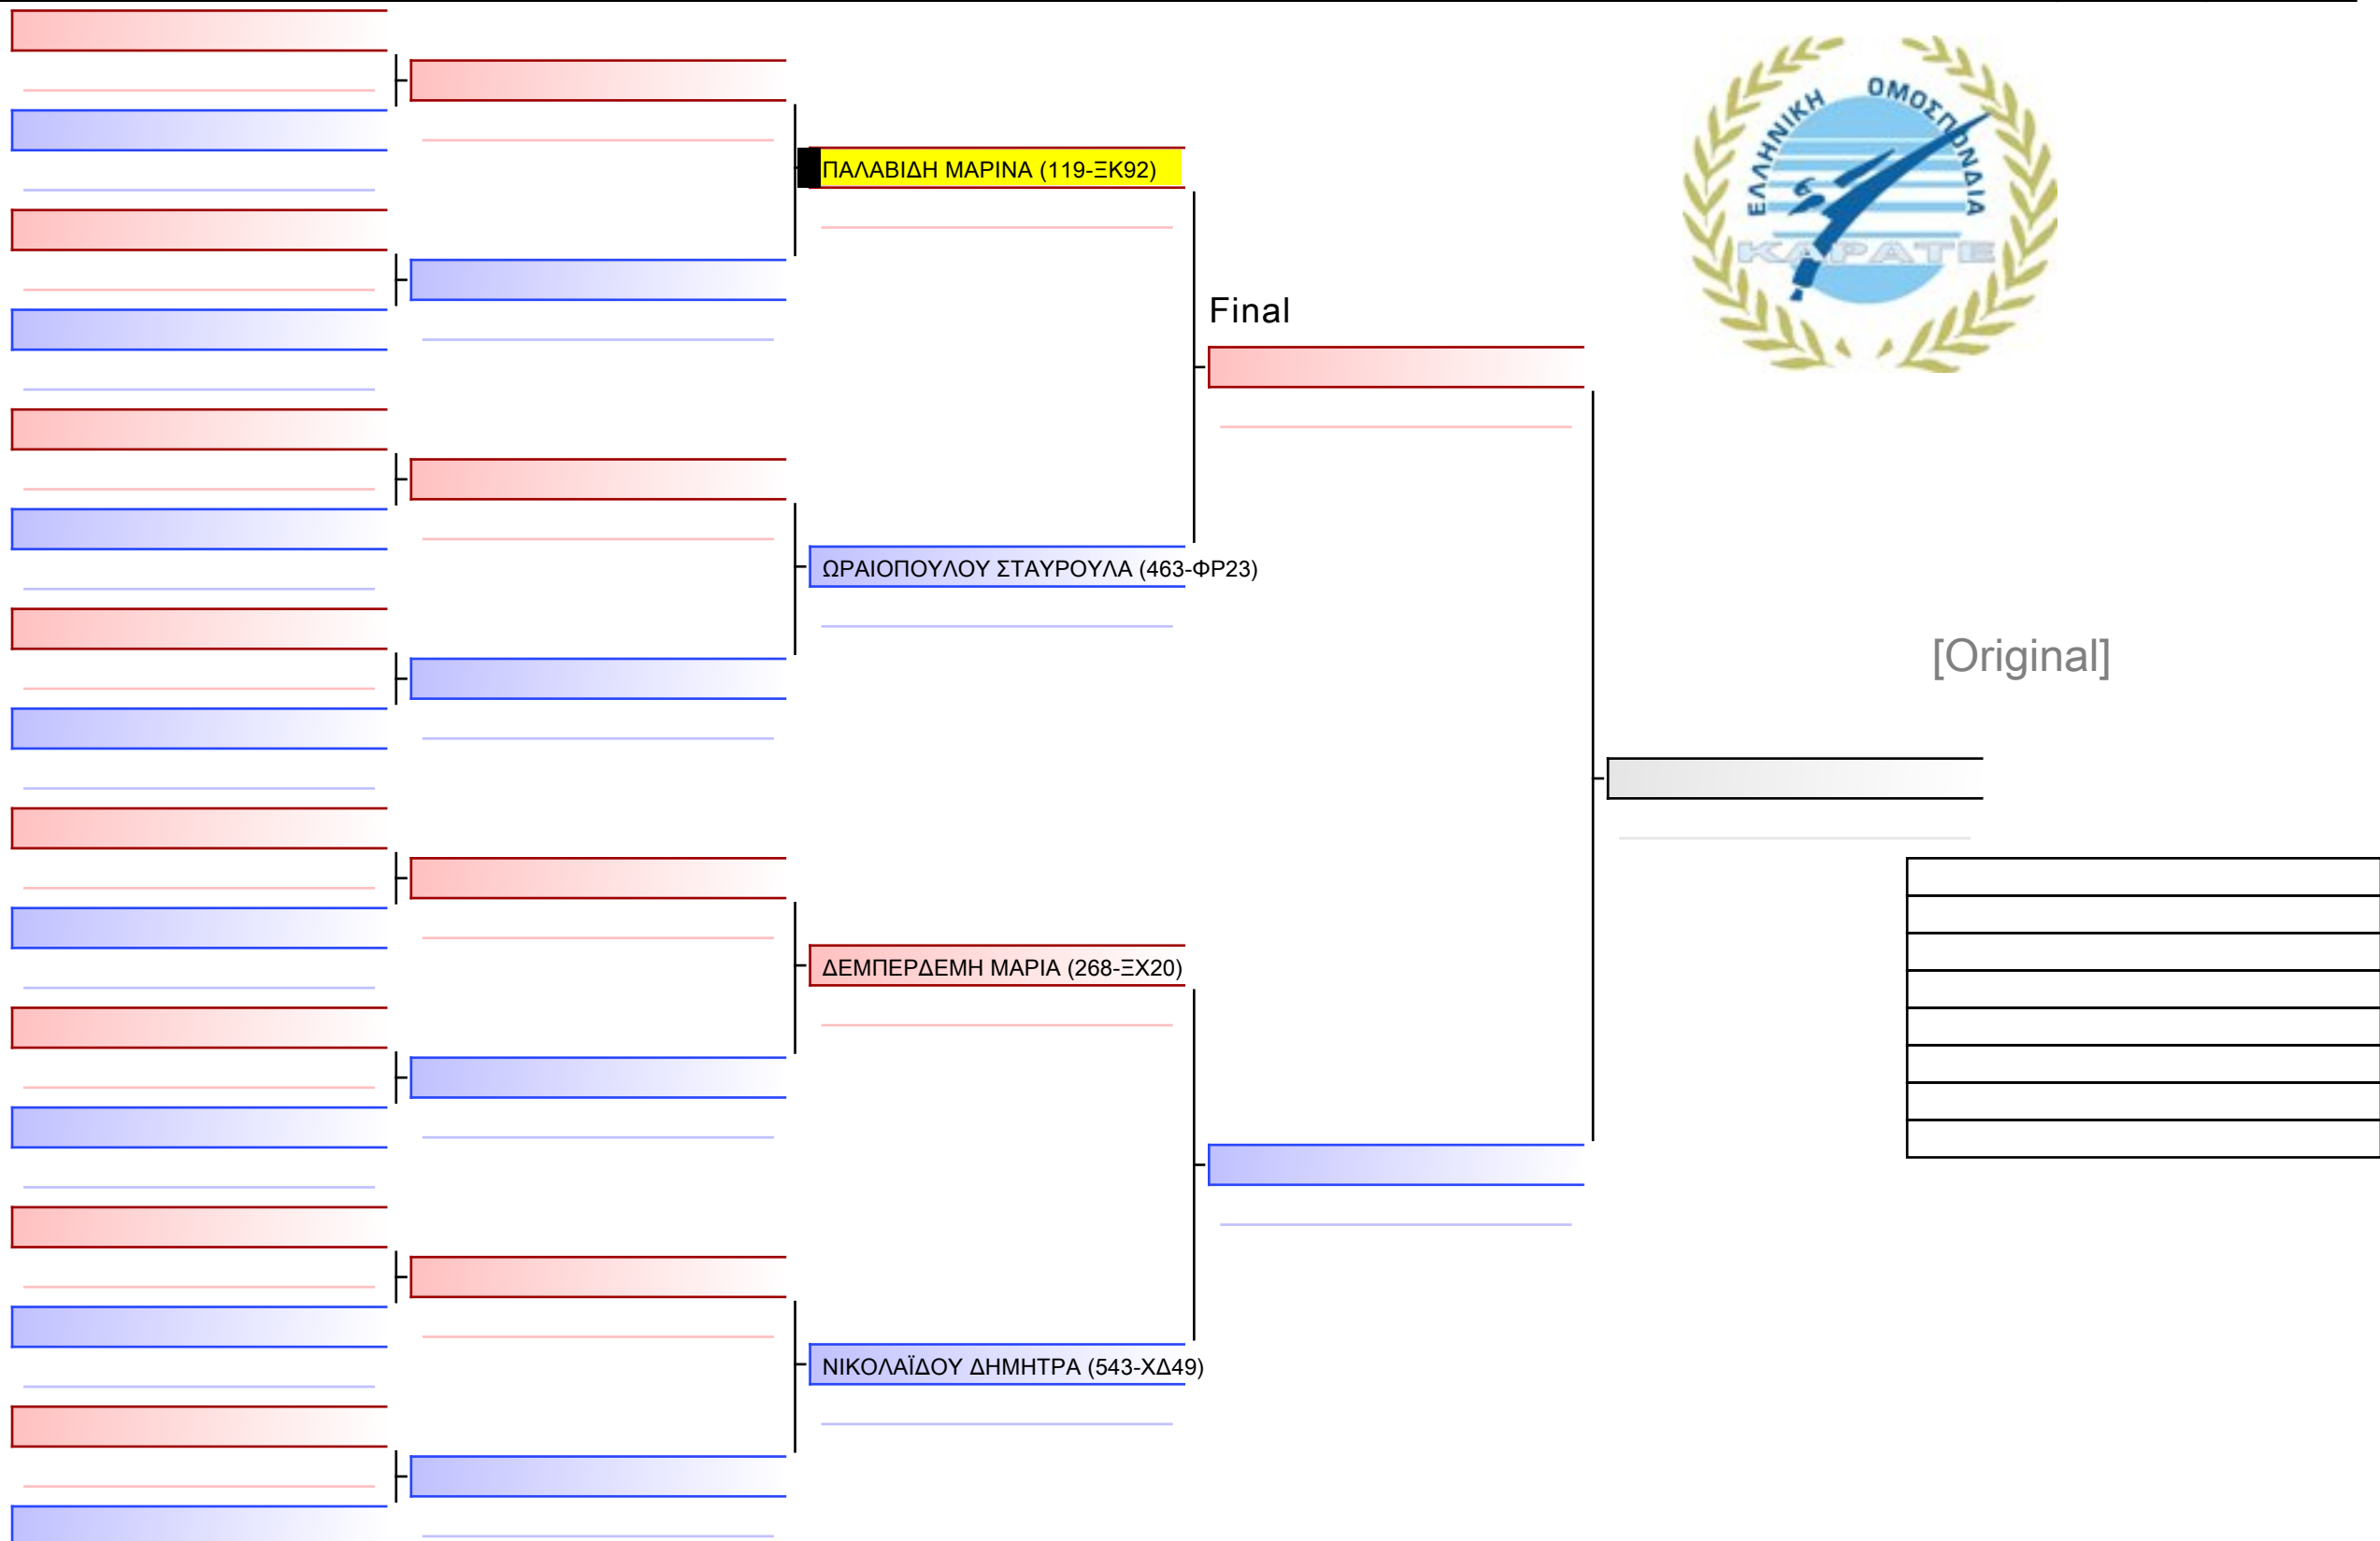 ΕΛΛΗΝΙΚΗ ΟΜΟΣΠΟΝΔΙΑ
ΚΑΡΑΤΕ
ΠΑΛΑΒΙΔΗ ΜΑΡΙΝΑ (119-ΞΚ92)
Final
ΩΡΑΙΟΠΟΥΛΟΥ ΣΤΑΥΡΟΥΛΑ (463-ΦΡ23)
[Original]
ΔΕΜΠΕΡΔΕΜΗ ΜΑΡΙΑ (268-ΞΧ20)
ΝΙΚΟΛΑΪΔΟΥ ΔΗΜΗΤΡΑ (543-ΧΔ49)